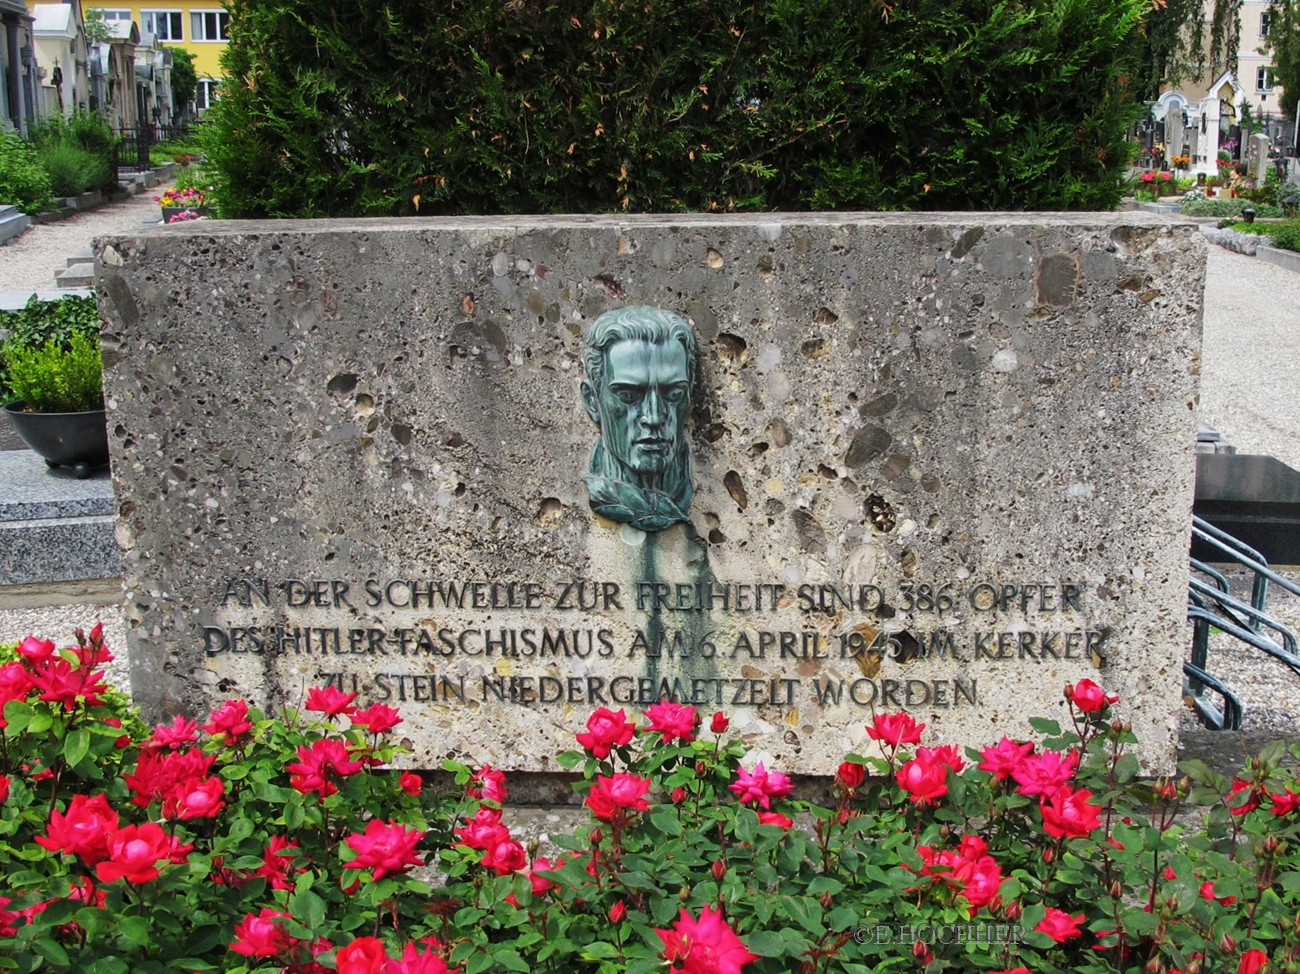 AN DER SCHWELLE ZUR FREIHEIT SIND 386 OPFER
DES HITLER-FASCHISMUS AM 6. APRIL 1945 IM KERKER
ZU STEIN NIEDERGEMETZELT WORDEN
©E.HOCHHER